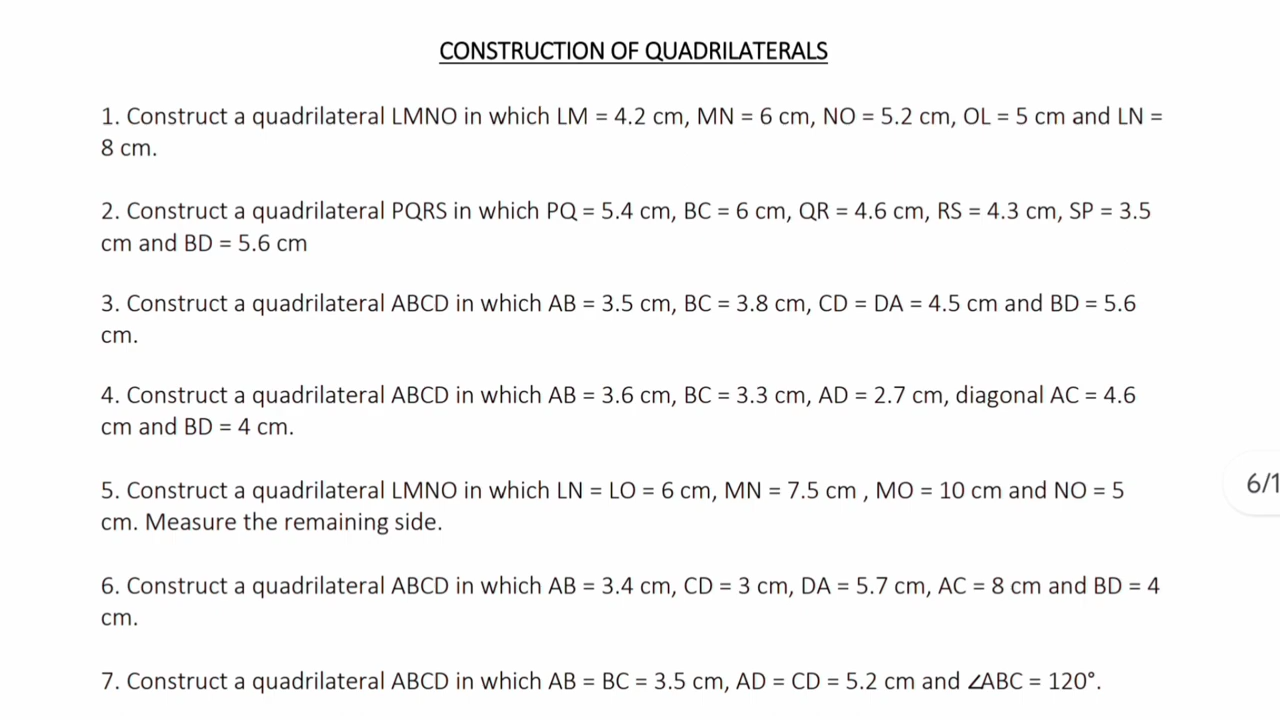 CONSTRUCTION OF QUADRILATERALS
1. Construct a quadrilateral LMNO in which LM = 4.2 cm, MN = 6 cm, NO = 5.2 cm, OL = 5 cm and LN =
8 cm.
2. Construct a quadrilateral PQRS in which PQ = 5.4 cm, BC = 6 cm, QR = 4.6 cm, RS = 4.3 cm, SP = 3.5
cm and BD = 5.6 cm
3. Construct a quadrilateral ABCD in which AB = 3.5 cm, BC = 3.8 cm, CD = DA = 4.5 cm and BD = 5.6
cm.
4. Construct a quadrilateral ABCD in which AB = 3.6 cm, BC = 3.3 cm, AD = 2.7 cm, diagonal AC = 4.6
cm and BD = 4 cm.
5. Construct a quadrilateral LMNO in which LN = LO = 6 cm, MN = 7.5 cm , MO = 10 cm and NO = 5
cm. Measure the remaining side.
6/1
6. Construct a quadrilateral ABCD in which AB = 3.4 cm, CD = 3 cm, DA = 5.7 cm, AC = 8 cm and BD = 4
cm.
7. Construct a quadrilateral ABCD in which AB = BC = 3.5 cm, AD = CD = 5.2 cm and ∠ABC = 120°.